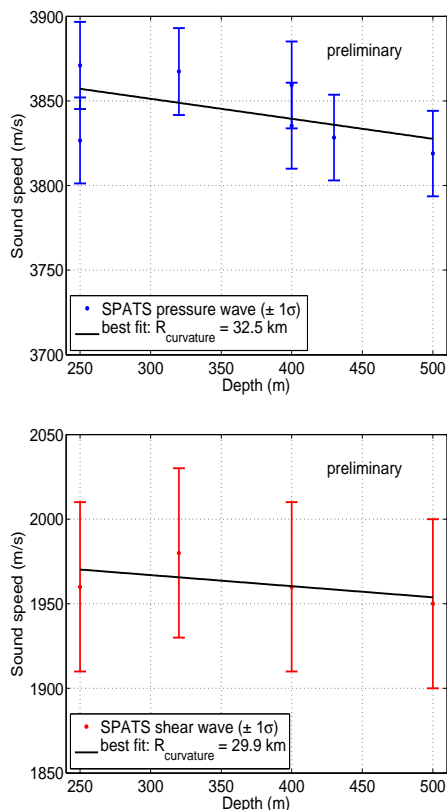 3900
preliminary
3850
3800
3750
3700
Sound speed (m/s)
SPATS pressure wave (± 1σ)
best fit: R_curvature = 32.5 km
250 300 350 400 450 500
Depth (m)
2050
preliminary
2000
1950
1900
1850
Sound speed (m/s)
SPATS shear wave (± 1σ)
best fit: R_curvature = 29.9 km
250 300 350 400 450 500
Depth (m)